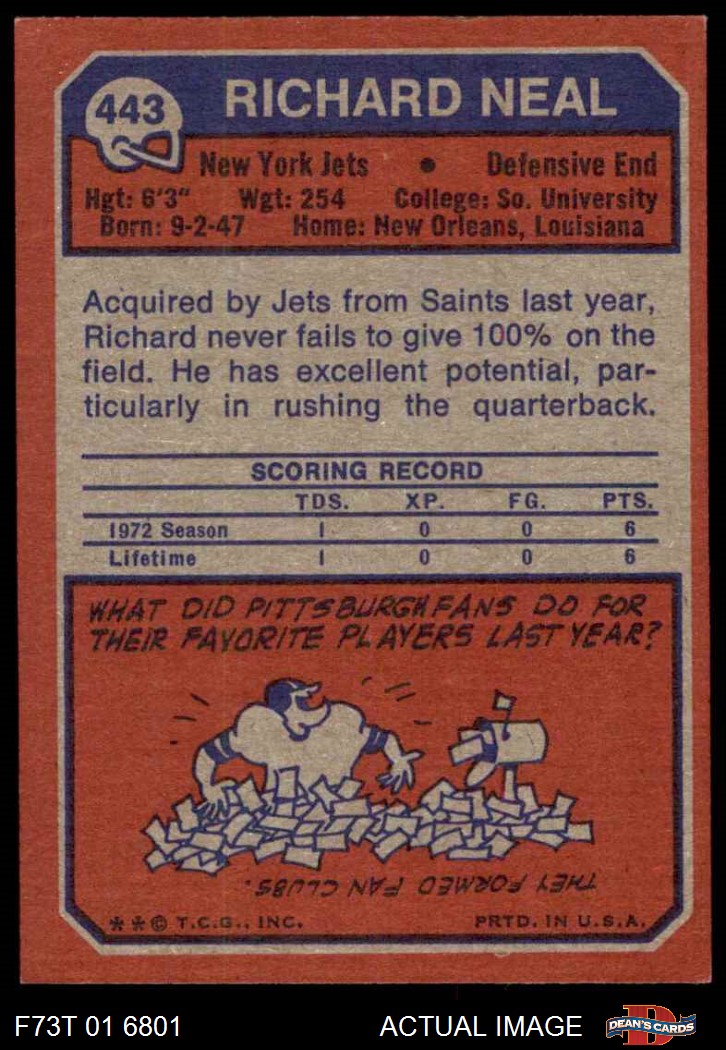 443
RICHARD NEAL
New York Jets • Defensive End
Hgt: 6'3" Wgt: 254 College: So. University
Born: 9-2-47 Home: New Orleans, Louisiana
Acquired by Jets from Saints last year,
Richard never fails to give 100% on the
field. He has excellent potential, par-
ticularly in rushing the quarterback.
SCORING RECORD
TDS. XP. FG. PTS.
1972 Season 1 0 0 6
Lifetime 1 0 0 6
WHAT DID PITTSBURGH FANS DO FOR
THEIR FAVORITE PLAYERS LAST YEAR?
THEY FORMED FAN CLUBS.
**© T.C.G., INC. PRTD. IN U.S.A.
F73T 01 6801 ACTUAL IMAGE D DEAN'S CARDS